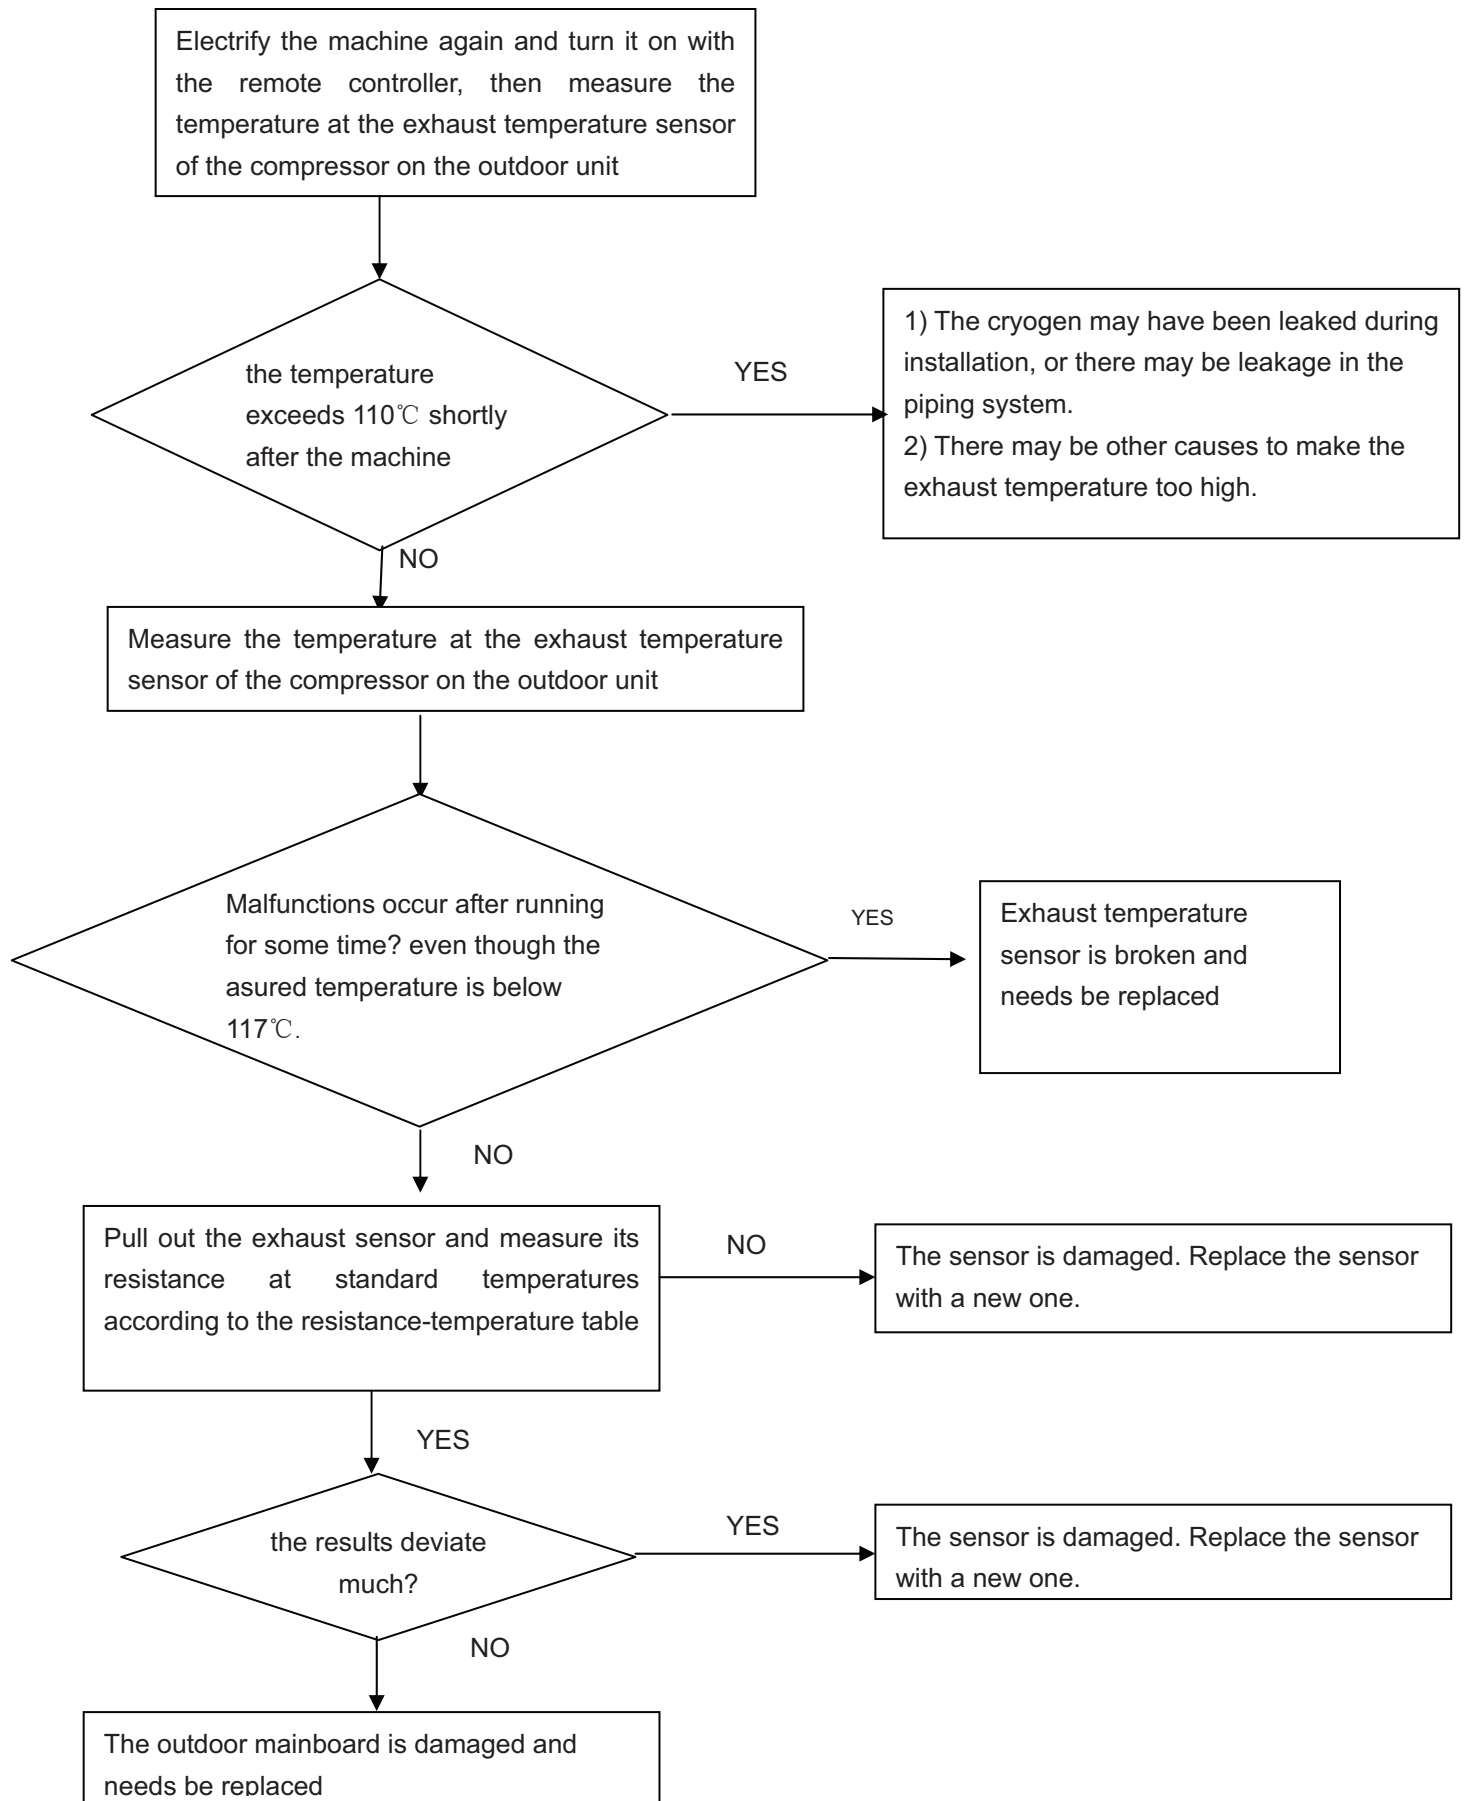 Electrify the machine again and turn it on with
the remote controller, then measure the
temperature at the exhaust temperature sensor
of the compressor on the outdoor unit
the temperature
exceeds 110℃ shortly
after the machine
YES
1) The cryogen may have been leaked during
installation, or there may be leakage in the
piping system.
2) There may be other causes to make the
exhaust temperature too high.
NO
Measure the temperature at the exhaust temperature
sensor of the compressor on the outdoor unit
Malfunctions occur after running
for some time? even though the
asured temperature is below
117℃.
YES
Exhaust temperature
sensor is broken and
needs be replaced
NO
Pull out the exhaust sensor and measure its
resistance at standard temperatures
according to the resistance-temperature table
NO
The sensor is damaged. Replace the sensor
with a new one.
YES
the results deviate
much?
YES
The sensor is damaged. Replace the sensor
with a new one.
NO
The outdoor mainboard is damaged and
needs be replaced